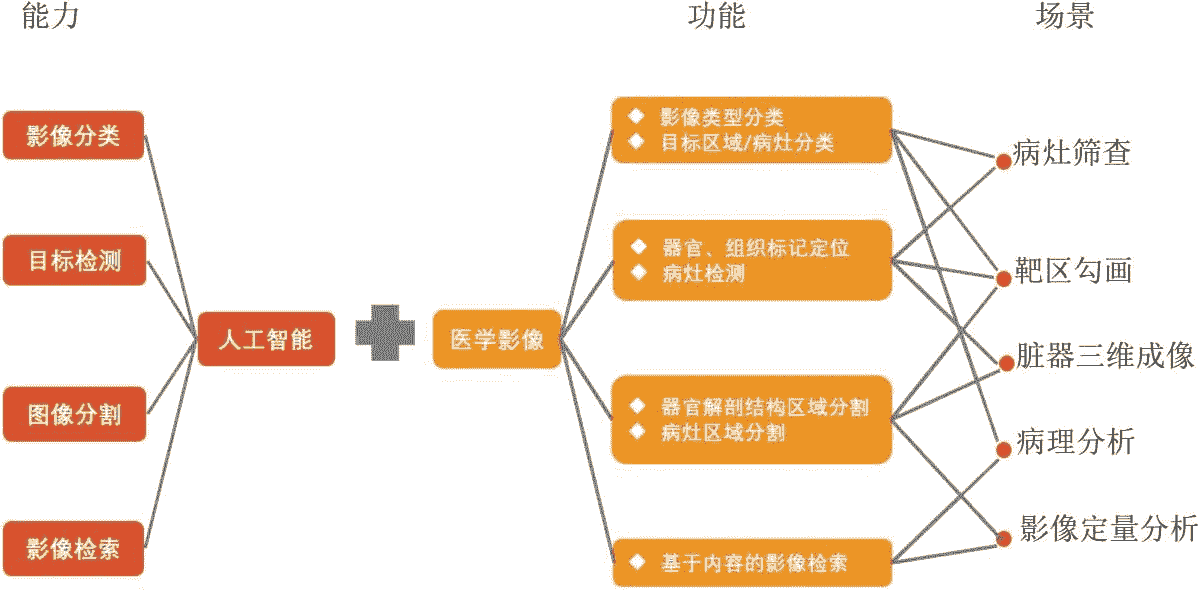 能力
功能
场景
影像分类
目标检测
图像分割
影像检索
人工智能
医学影像
影像类型分类
目标区域/病灶分类
器官、组织标记定位
病灶检测
器官解剖结构区域分割
病灶区域分割
基于内容的影像检索
病灶筛查
靶区勾画
脏器三维成像
病理分析
影像定量分析